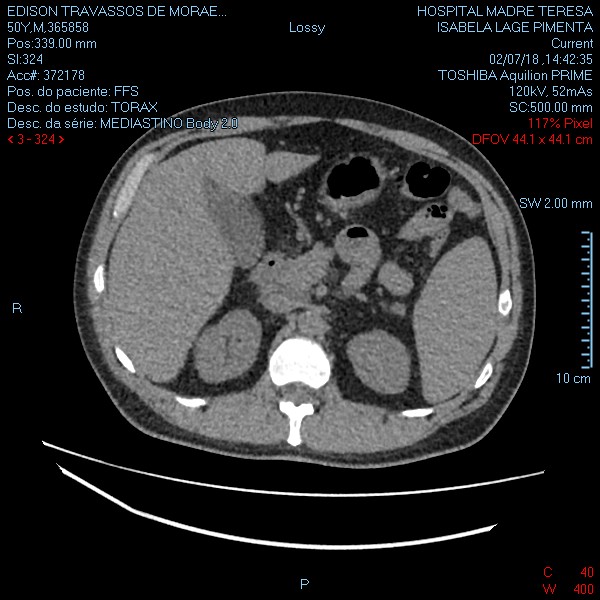 EDISON TRAVASSOS DE MORAE...
50Y,M,365858
Pos:339.00 mm
SI:324
Acc#: 372178
Pos. do paciente: FFS
Desc. do estudo: TORAX
Desc. da série: MEDIASTINO Body 2.0
< 3 - 324 >
Lossy
HOSPITAL MADRE TERESA
ISABELA LAGE PIMENTA
Current
02/07/18 ,14:42:35
TOSHIBA Aquilion PRIME
120kV, 52mAs
SC:500.00 mm
117% Pixel
DFOV 44.1 x 44.1 cm
SW 2.00 mm
R
10 cm
P
C 40
W 400